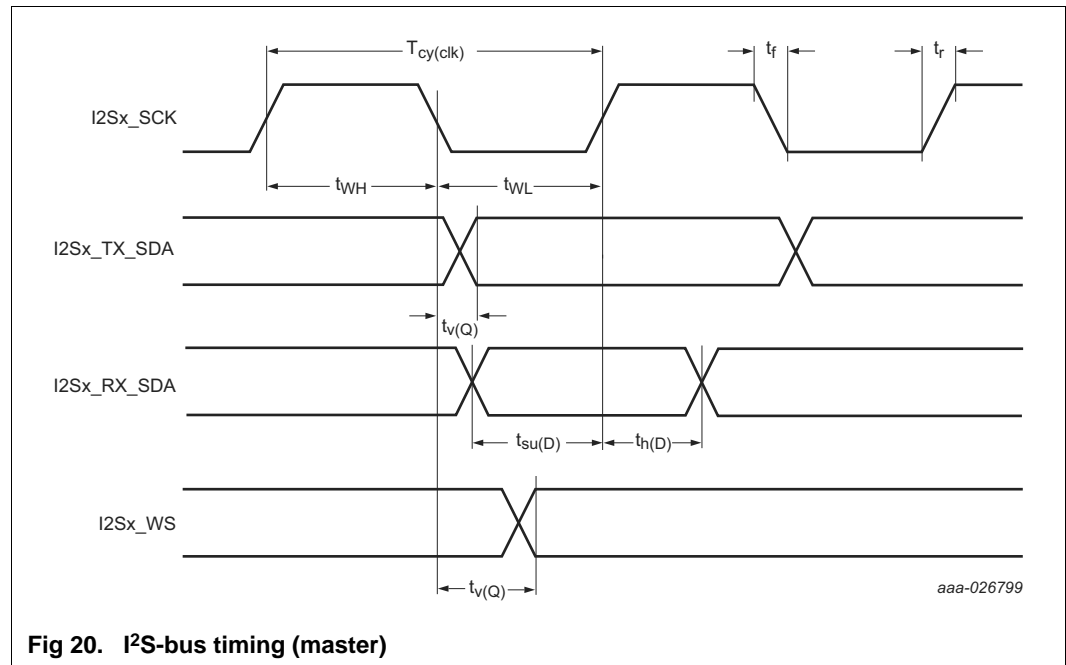 T_cy(clk)
t_f
t_r
I2Sx_SCK
t_WH
t_WL
I2Sx_TX_SDA
t_v(Q)
I2Sx_RX_SDA
t_su(D)
t_h(D)
I2Sx_WS
t_v(Q)
aaa-026799
Fig 20. I²S-bus timing (master)